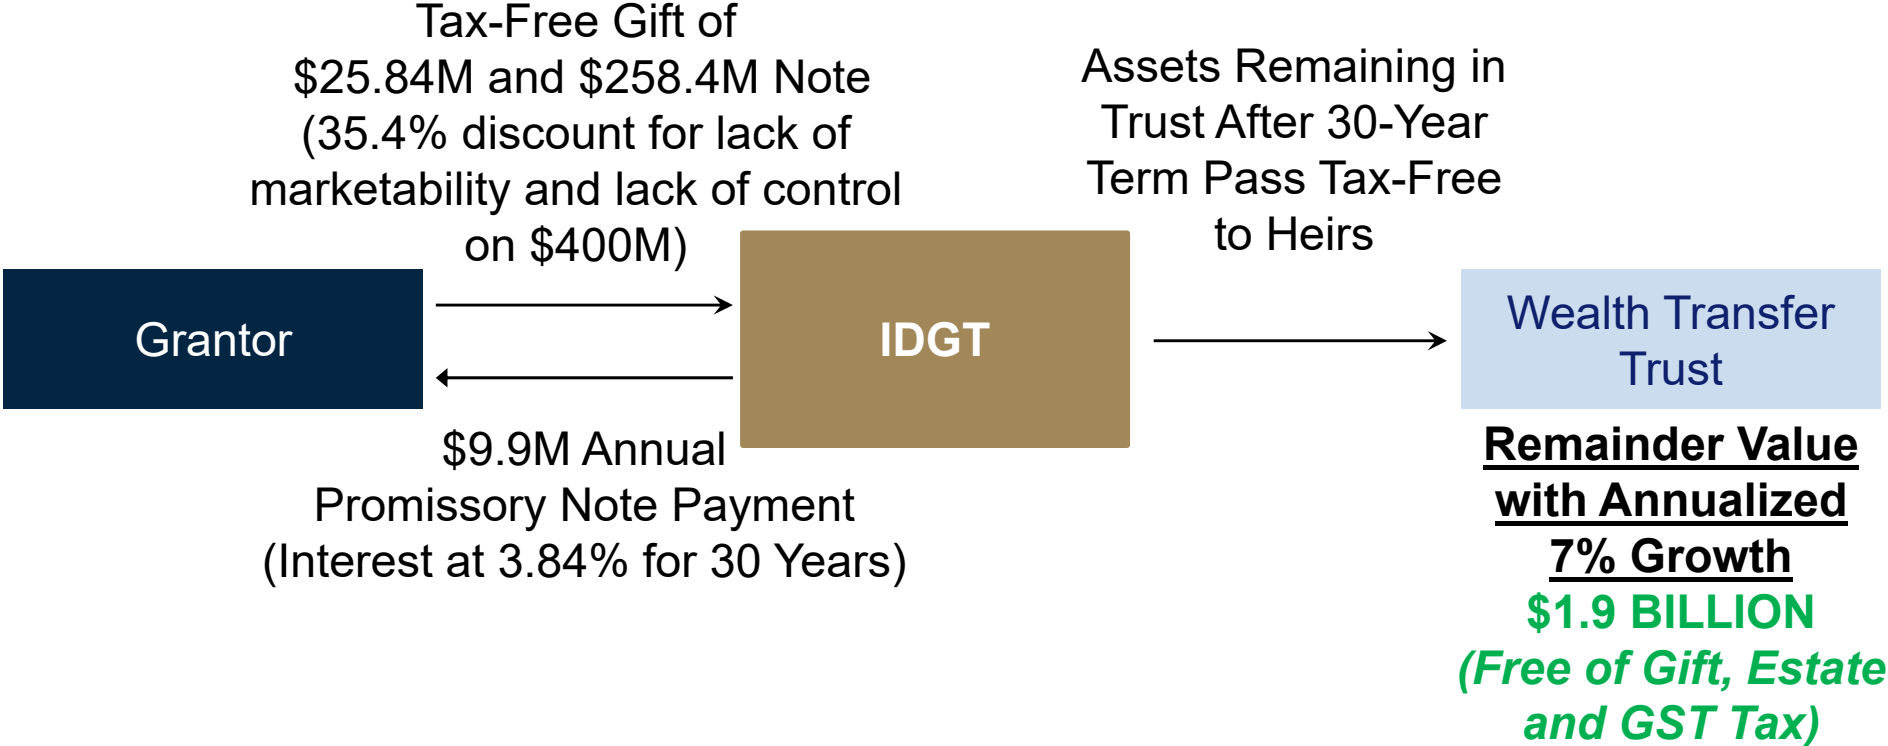 Tax-Free Gift of
$25.84M and $258.4M Note
(35.4% discount for lack of
marketability and lack of control
on $400M)
Assets Remaining in
Trust After 30-Year
Term Pass Tax-Free
to Heirs
Grantor
IDGT
Wealth Transfer
Trust
$9.9M Annual
Promissory Note Payment
(Interest at 3.84% for 30 Years)
Remainder Value
with Annualized
7% Growth
$1.9 BILLION
(Free of Gift, Estate
and GST Tax)